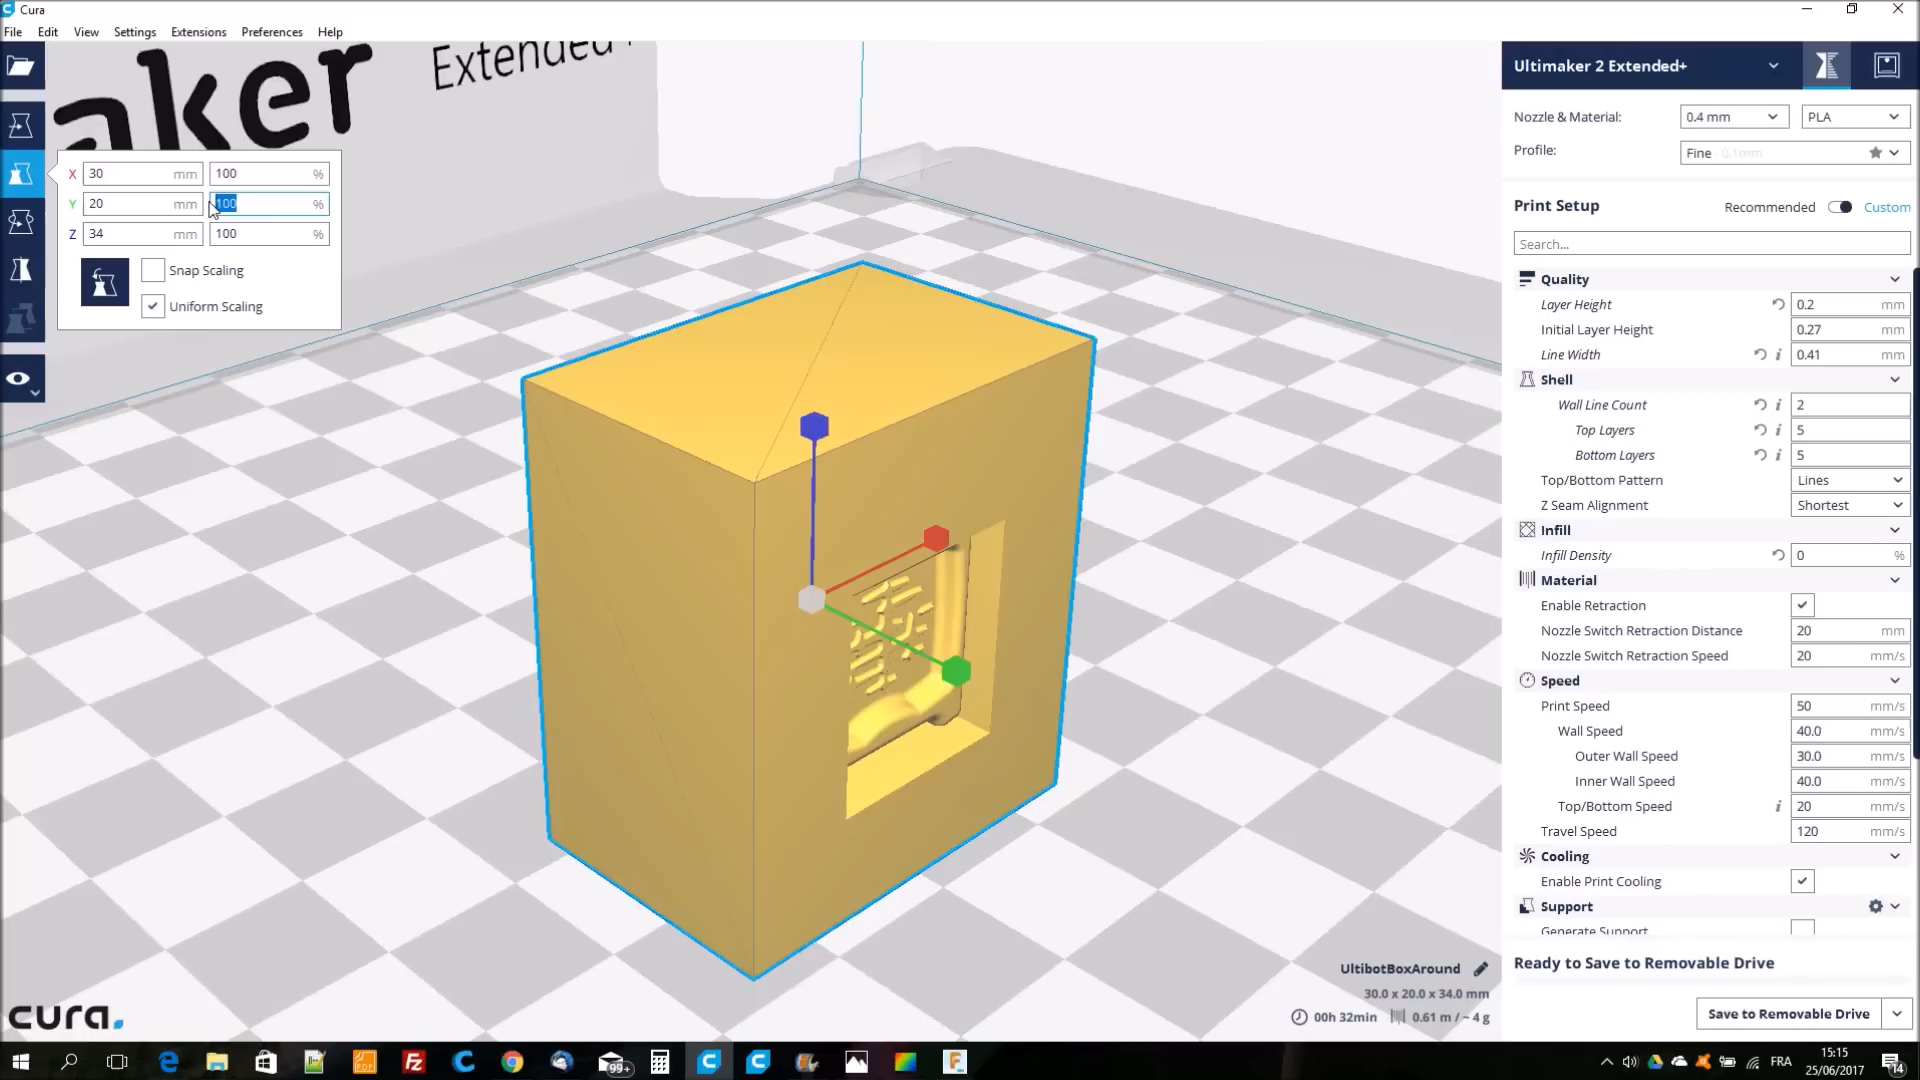 Cura
File Edit View Settings Extensions Preferences Help
aker Extended+
X 30 mm 100 %
Y 20 mm 100 %
Z 34 mm 100 %
Snap Scaling
Uniform Scaling
Ultimaker 2 Extended+
Nozzle & Material: 0.4 mm PLA
Profile: Fine - 0.1mm
Print Setup Recommended Custom
Search...
Quality
Layer Height 0.2 mm
Initial Layer Height 0.27 mm
Line Width i 0.41 mm
Shell
Wall Line Count i 2
Top Layers i 5
Bottom Layers i 5
Top/Bottom Pattern Lines
Z Seam Alignment Shortest
Infill
Infill Density 0 %
Material
Enable Retraction
Nozzle Switch Retraction Distance 20 mm
Nozzle Switch Retraction Speed 20 mm/s
Speed
Print Speed 50 mm/s
Wall Speed 40.0 mm/s
Outer Wall Speed 30.0 mm/s
Inner Wall Speed 40.0 mm/s
Top/Bottom Speed i 20 mm/s
Travel Speed 120 mm/s
Cooling
Enable Print Cooling
Support
Generate Support
UltibotBoxAround
30.0 x 20.0 x 34.0 mm
00h 32min 0.61 m / ~ 4 g
Ready to Save to Removable Drive
Save to Removable Drive
cura.
99+
FRA
15:15
25/06/2017
14